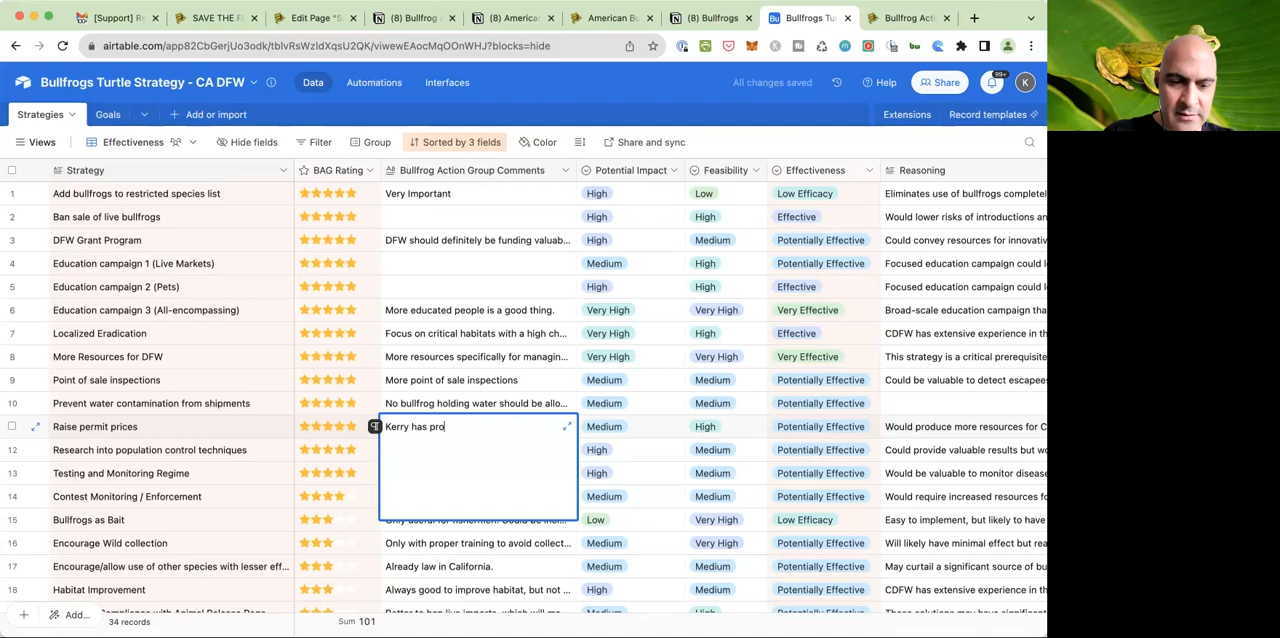 [Support] R
SAVE THE F
Edit Page "S
(8) Bullfrog A
(8) American
American Bu
(8) Bullfrogs
Bullfrogs Tu
Bullfrog Act
airtable.com/app82CbGerjUo3odk/tblvRsWzIdXqsU2QK/viewewEAocMqOOnWHJ?blocks=hide
Bullfrogs Turtle Strategy - CA DFW
Data
Automations
Interfaces
All changes saved
Help
Share
99+
K
Strategies
Goals
Add or import
Extensions
Record templates
Views
Effectiveness
Hide fields
Filter
Group
Sorted by 3 fields
Color
Share and sync
Strategy BAG Rating Bullfrog Action Group Comments Potential Impact Feasibility Effectiveness Reasoning
1 Add bullfrogs to restricted species list Very Important High Low Low Efficacy Eliminates use of bullfrogs completel
2 Ban sale of live bullfrogs High High Effective Would lower risks of introductions an
3 DFW Grant Program DFW should definitely be funding valuab... High Medium Potentially Effective Could convey resources for innovativ
4 Education campaign 1 (Live Markets) Medium High Potentially Effective Focused education campaign could l
5 Education campaign 2 (Pets) High High Effective Focused education campaign could l
6 Education campaign 3 (All-encompassing) More educated people is a good thing. Very High Very High Very Effective Broad-scale education campaign tha
7 Localized Eradication Focus on critical habitats with a high ch... Very High High Effective CDFW has extensive experience in th
8 More Resources for DFW More resources specifically for managin... Very High Very High Very Effective This strategy is a critical prerequisite
9 Point of sale inspections More point of sale inspections Medium Medium Potentially Effective Could be valuable to detect escapees
10 Prevent water contamination from shipments No bullfrog holding water should be allo... Medium Medium Potentially Effective
Raise permit prices Kerry has pro Medium High Potentially Effective Would produce more resources for C
12 Research into population control techniques High Medium Potentially Effective Could provide valuable results but wo
13 Testing and Monitoring Regime High Medium Potentially Effective Would be valuable to monitor disease
14 Contest Monitoring / Enforcement Medium Medium Potentially Effective Would require increased resources fo
15 Bullfrogs as Bait Low Very High Low Efficacy Easy to implement, but likely to have
16 Encourage Wild collection Only with proper training to avoid collect... Medium Very High Potentially Effective Will likely have minimal effect but rea
17 Encourage/allow use of other species with lesser eff... Already law in California. Medium Medium Potentially Effective May curtail a significant source of bu
18 Habitat Improvement Always good to improve habitat, but not ... High Medium Potentially Effective CDFW has extensive experience in th
Add...
34 records
Sum 101